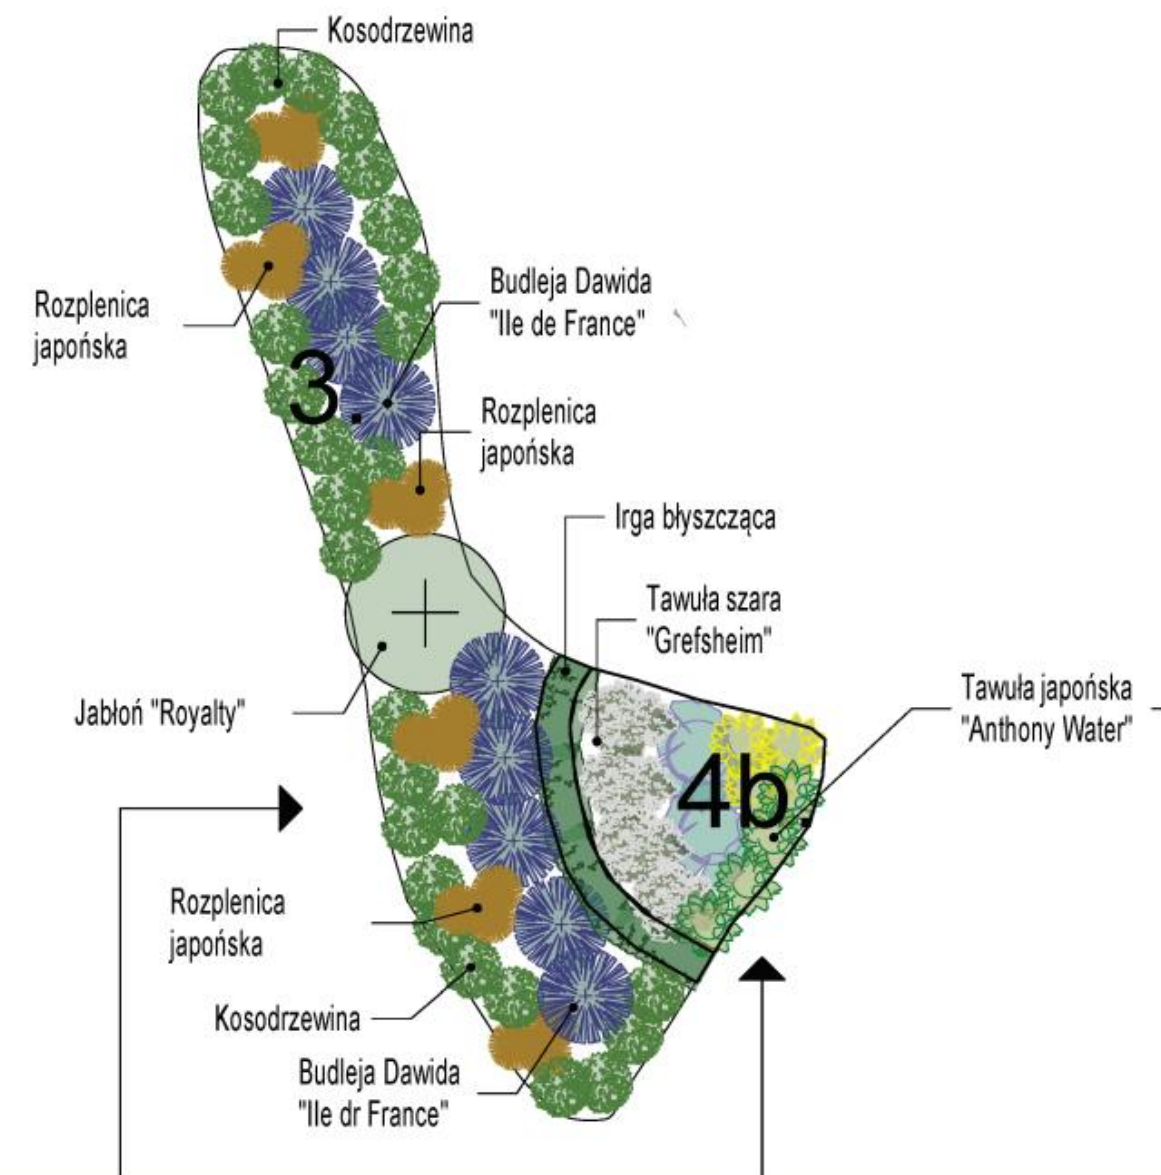 Kosodrzewina
Budleja Dawida
"Ile de France"
Rozplenica
japońska
3.
Rozplenica
japońska
Irga błyszcząca
Tawuła szara
"Grefsheim"
Tawuła japońska
"Anthony Water"
Jabłoń "Royalty"
4b.
Rozplenica
japońska
Kosodrzewina
Budleja Dawida
"Ile dr France"